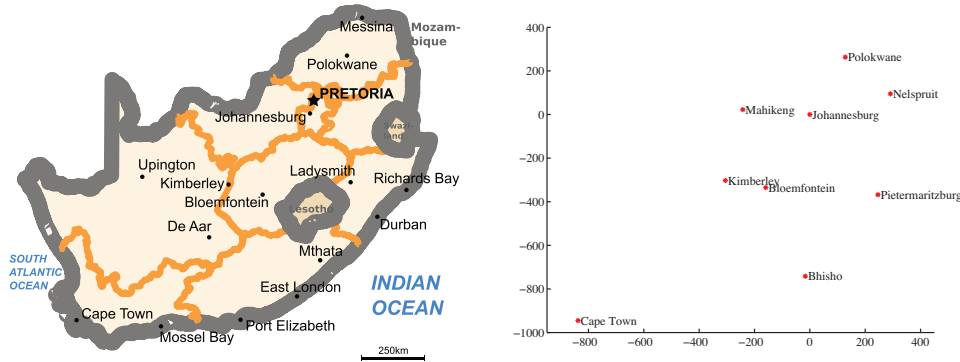 Messina
Mozam-
bique
Polokwane
PRETORIA
Johannesburg
Swazi-
land
Upington
Ladysmith
Kimberley
Richards Bay
Bloemfontein
Lesotho
De Aar
Durban
Mthata
SOUTH
ATLANTIC
OCEAN
INDIAN
OCEAN
East London
Cape Town
Port Elizabeth
Mossel Bay
250km
400
200
0
−200
−400
−600
−800
−1000
Polokwane
Nelspruit
Mahikeng
Johannesburg
Kimberley
Bloemfontein
Pietermaritzburg
Bhisho
Cape Town
−800
−600
−400
−200
0
200
400